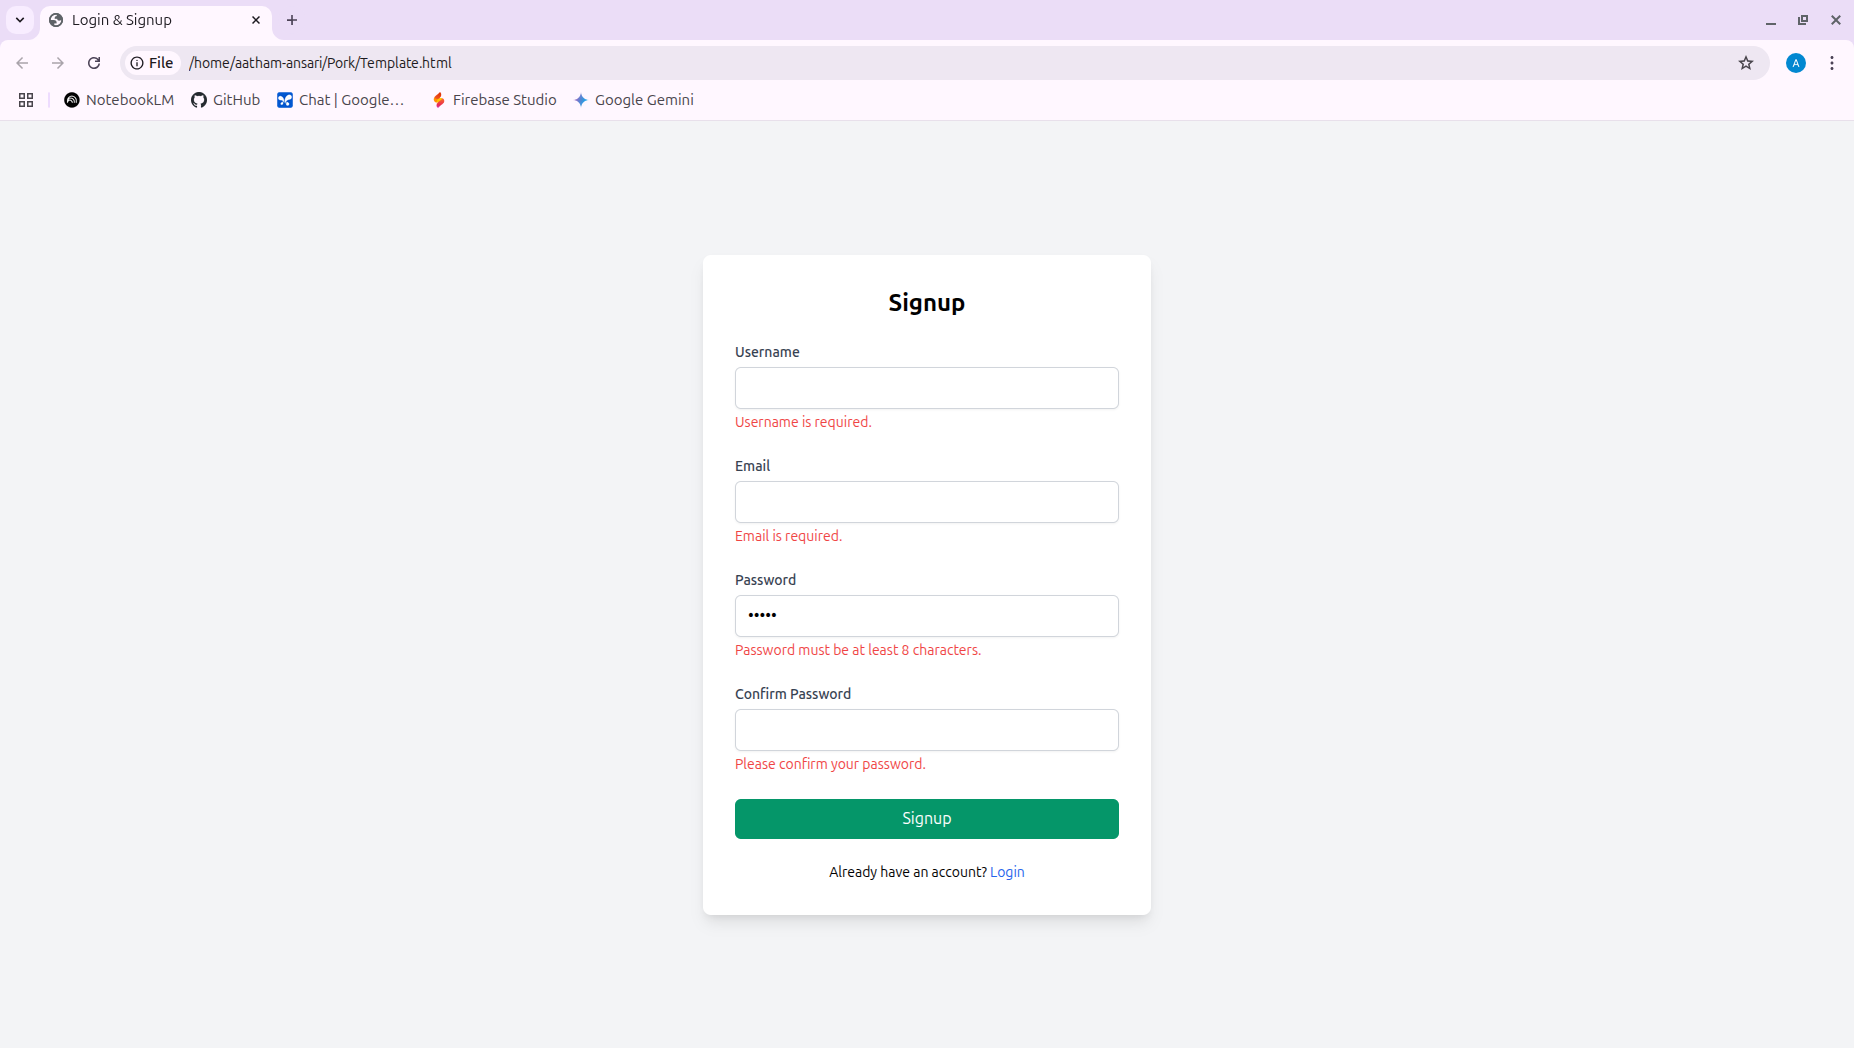 Login & Signup
File /home/aatham-ansari/Pork/Template.html
A
NotebookLM GitHub Chat | Google… Firebase Studio Google Gemini
Signup
Username
Username is required.
Email
Email is required.
Password
•••••
Password must be at least 8 characters.
Confirm Password
Please confirm your password.
Signup
Already have an account? Login